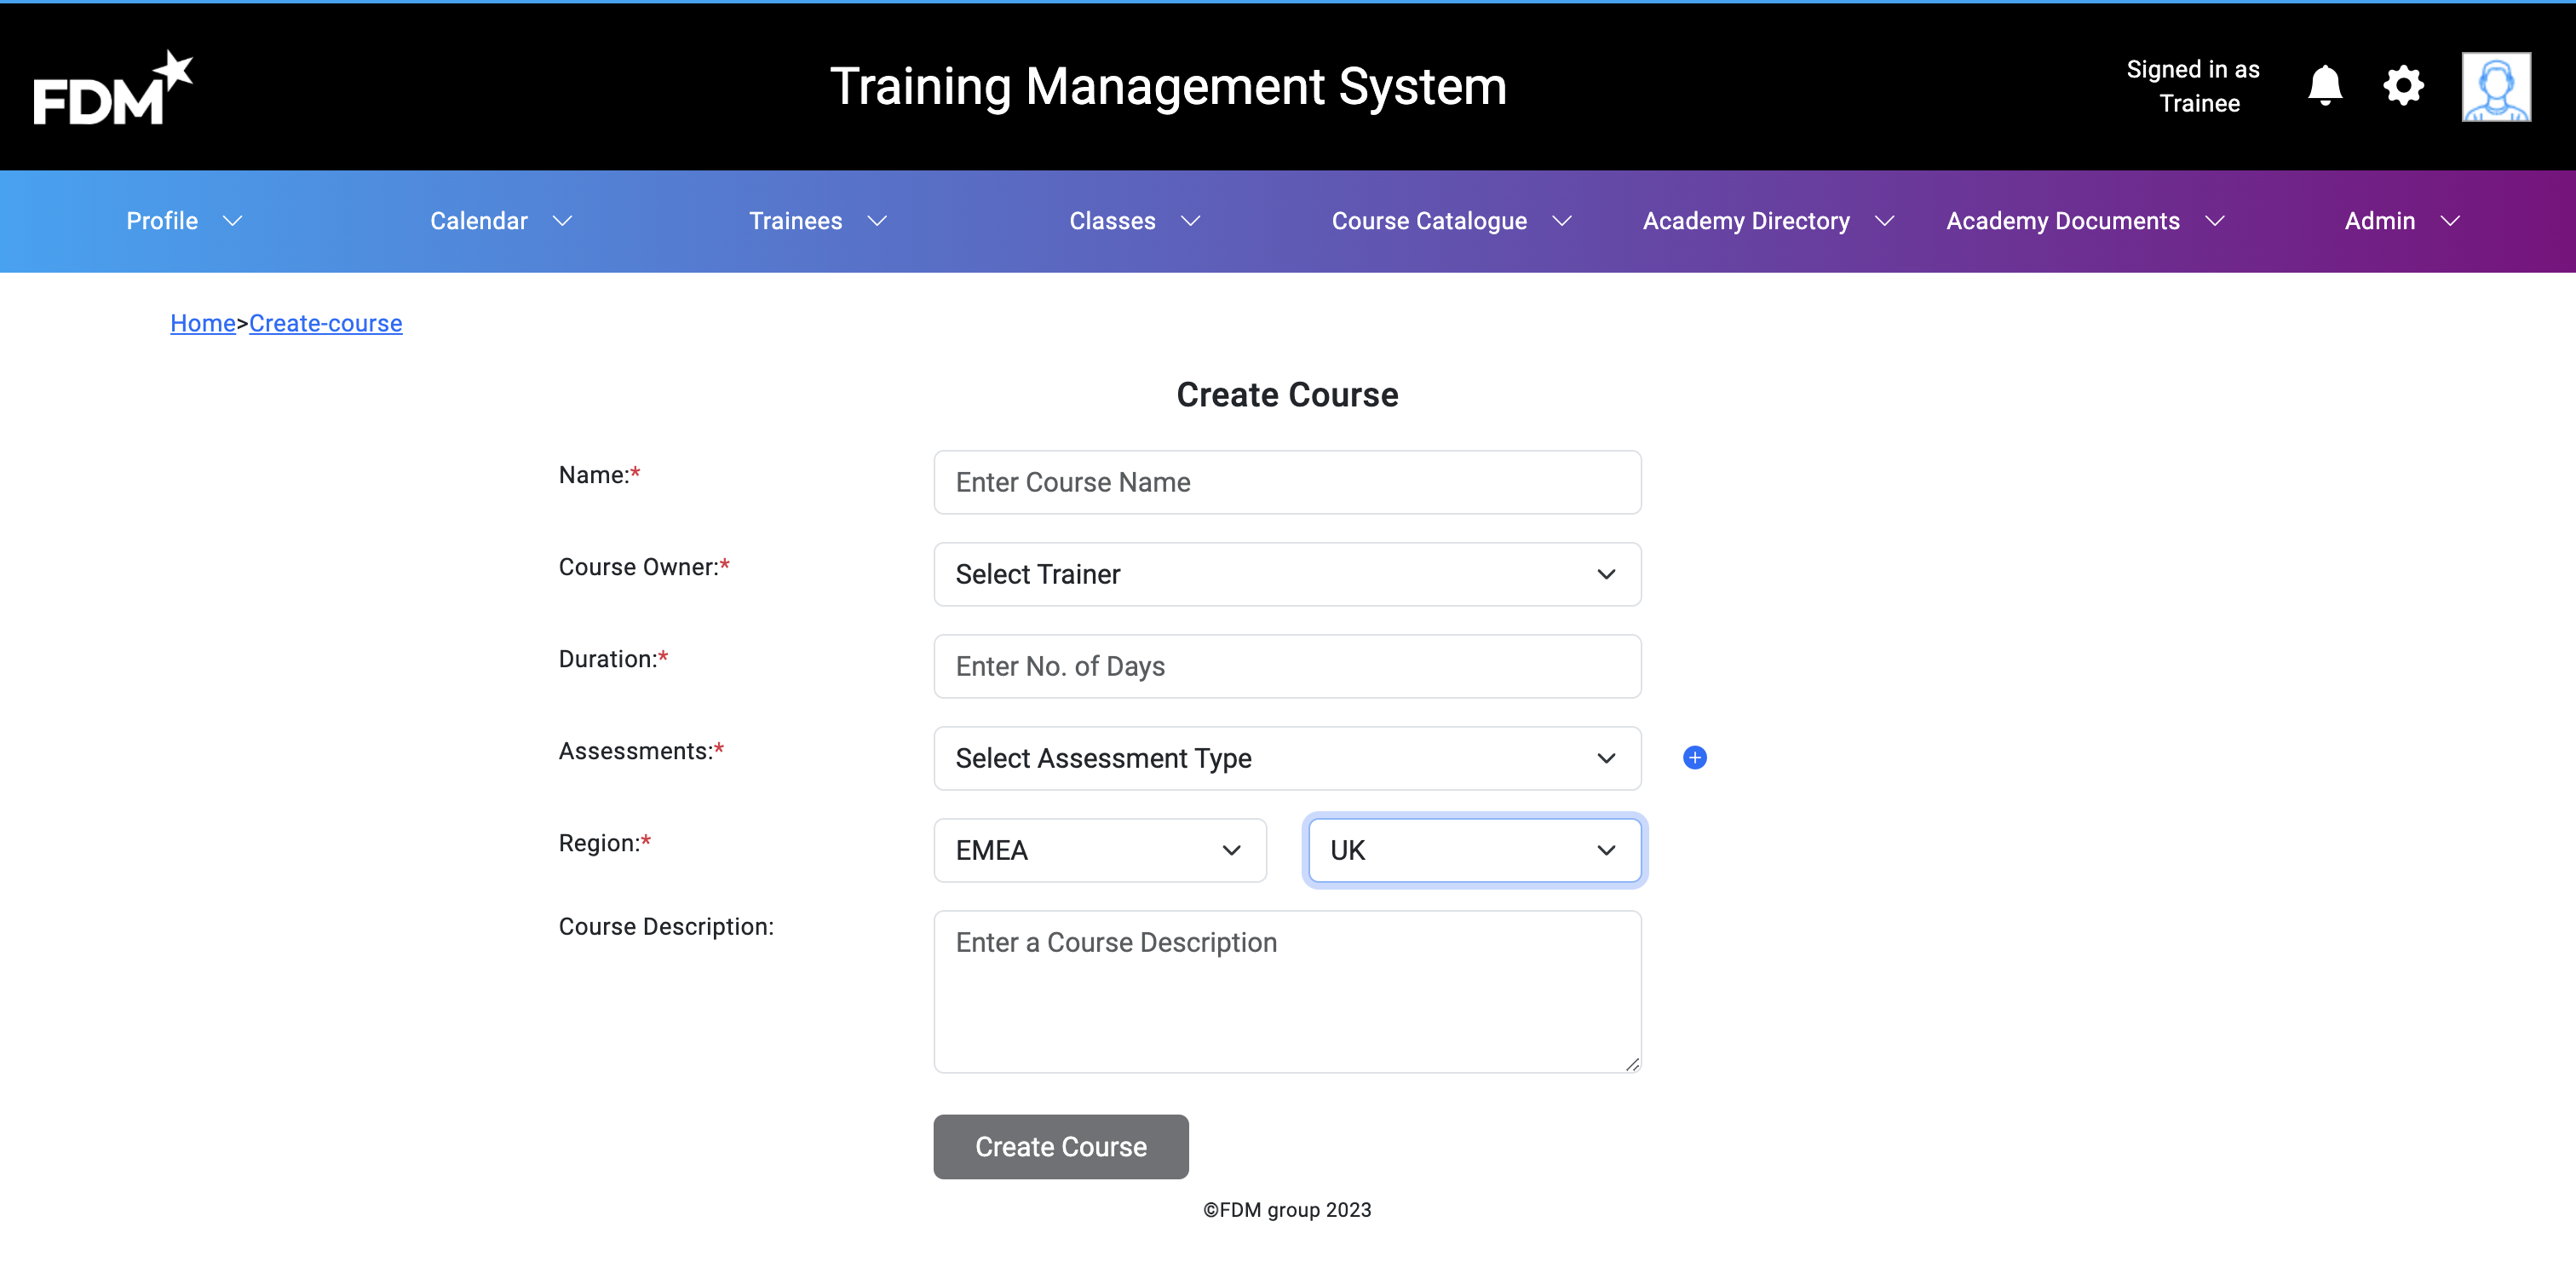 FDM
Training Management System
Signed in as
Trainee
Profile
Calendar
Trainees
Classes
Course Catalogue
Academy Directory
Academy Documents
Admin
Home>Create-course
Create Course
Name:*
Enter Course Name
Course Owner:*
Select Trainer
Duration:*
Enter No. of Days
Assessments:*
Select Assessment Type
Region:*
EMEA
UK
Course Description:
Enter a Course Description
Create Course
©FDM group 2023